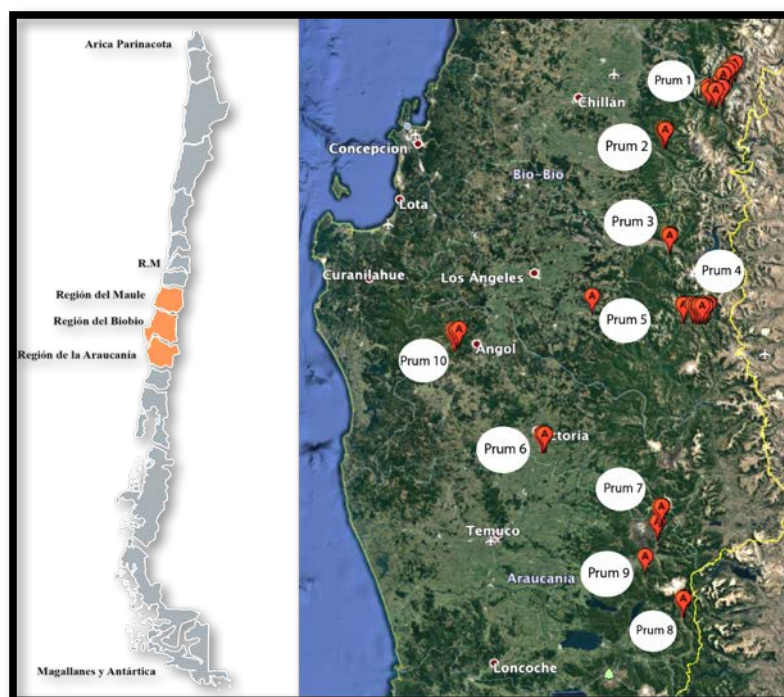 Arica Parinacota
R.M
Región del Maule
Región del Biobio
Región de la Araucanía
Magallanes y Antártica
Prum 1
Chillán
Prum 2
Concepcion
Bio-Bio
Lota
Prum 3
Prum 4
Curanilahue
Los Ángeles
Prum 5
Prum 10
Angol
Prum 6
ctoria
Prum 7
Temuco
Araucania
Prum 9
Prum 8
Loncoche
A
A
A
A
A
A
A
A
A
A
A
A